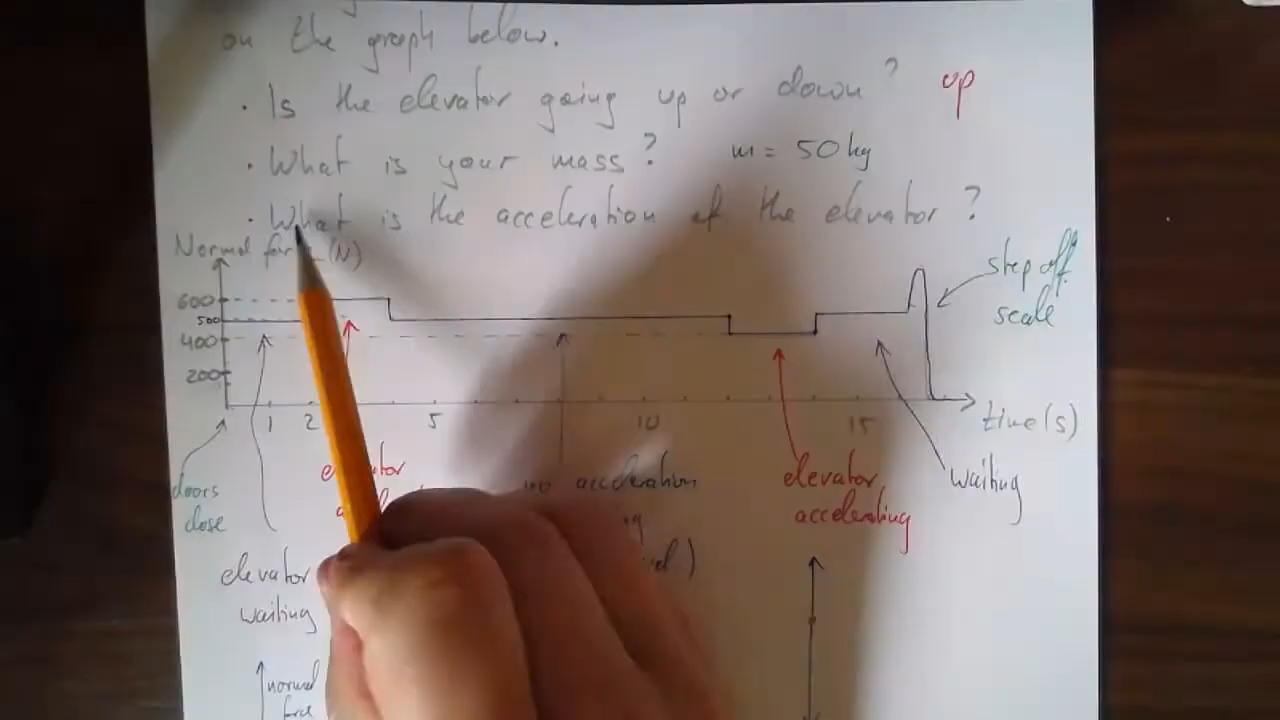 on the graph below.
· Is the elevator going up or down? up
· What is your mass? m = 50 kg
· What is the acceleration of the elevator?
Normal (N)
600
500
400
200
1 2 5 10 15
time(s)
step off
scale
doors
close
elevator
waiting
acceleration
elevator
accelerating
waiting
normal